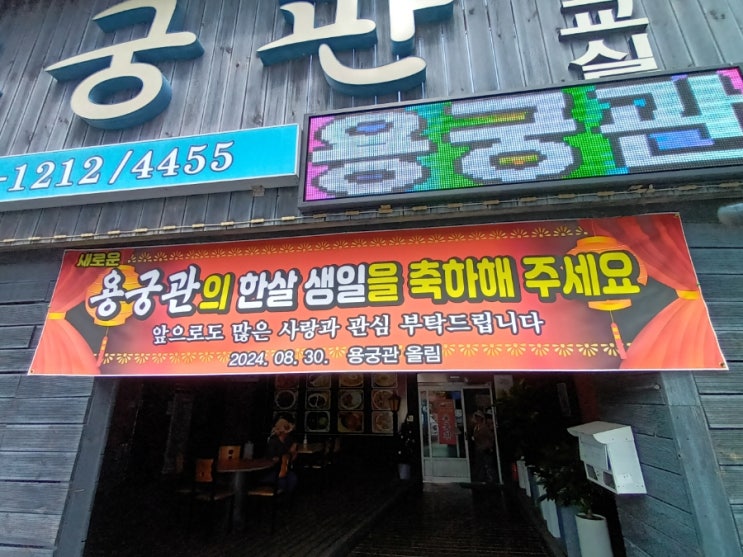 궁관
교실
-1212/4455
용궁관
새로운
용궁관의 한살 생일을 축하해 주세요
앞으로도 많은 사랑과 관심 부탁드립니다
2024. 08. 30. 용궁관 올림